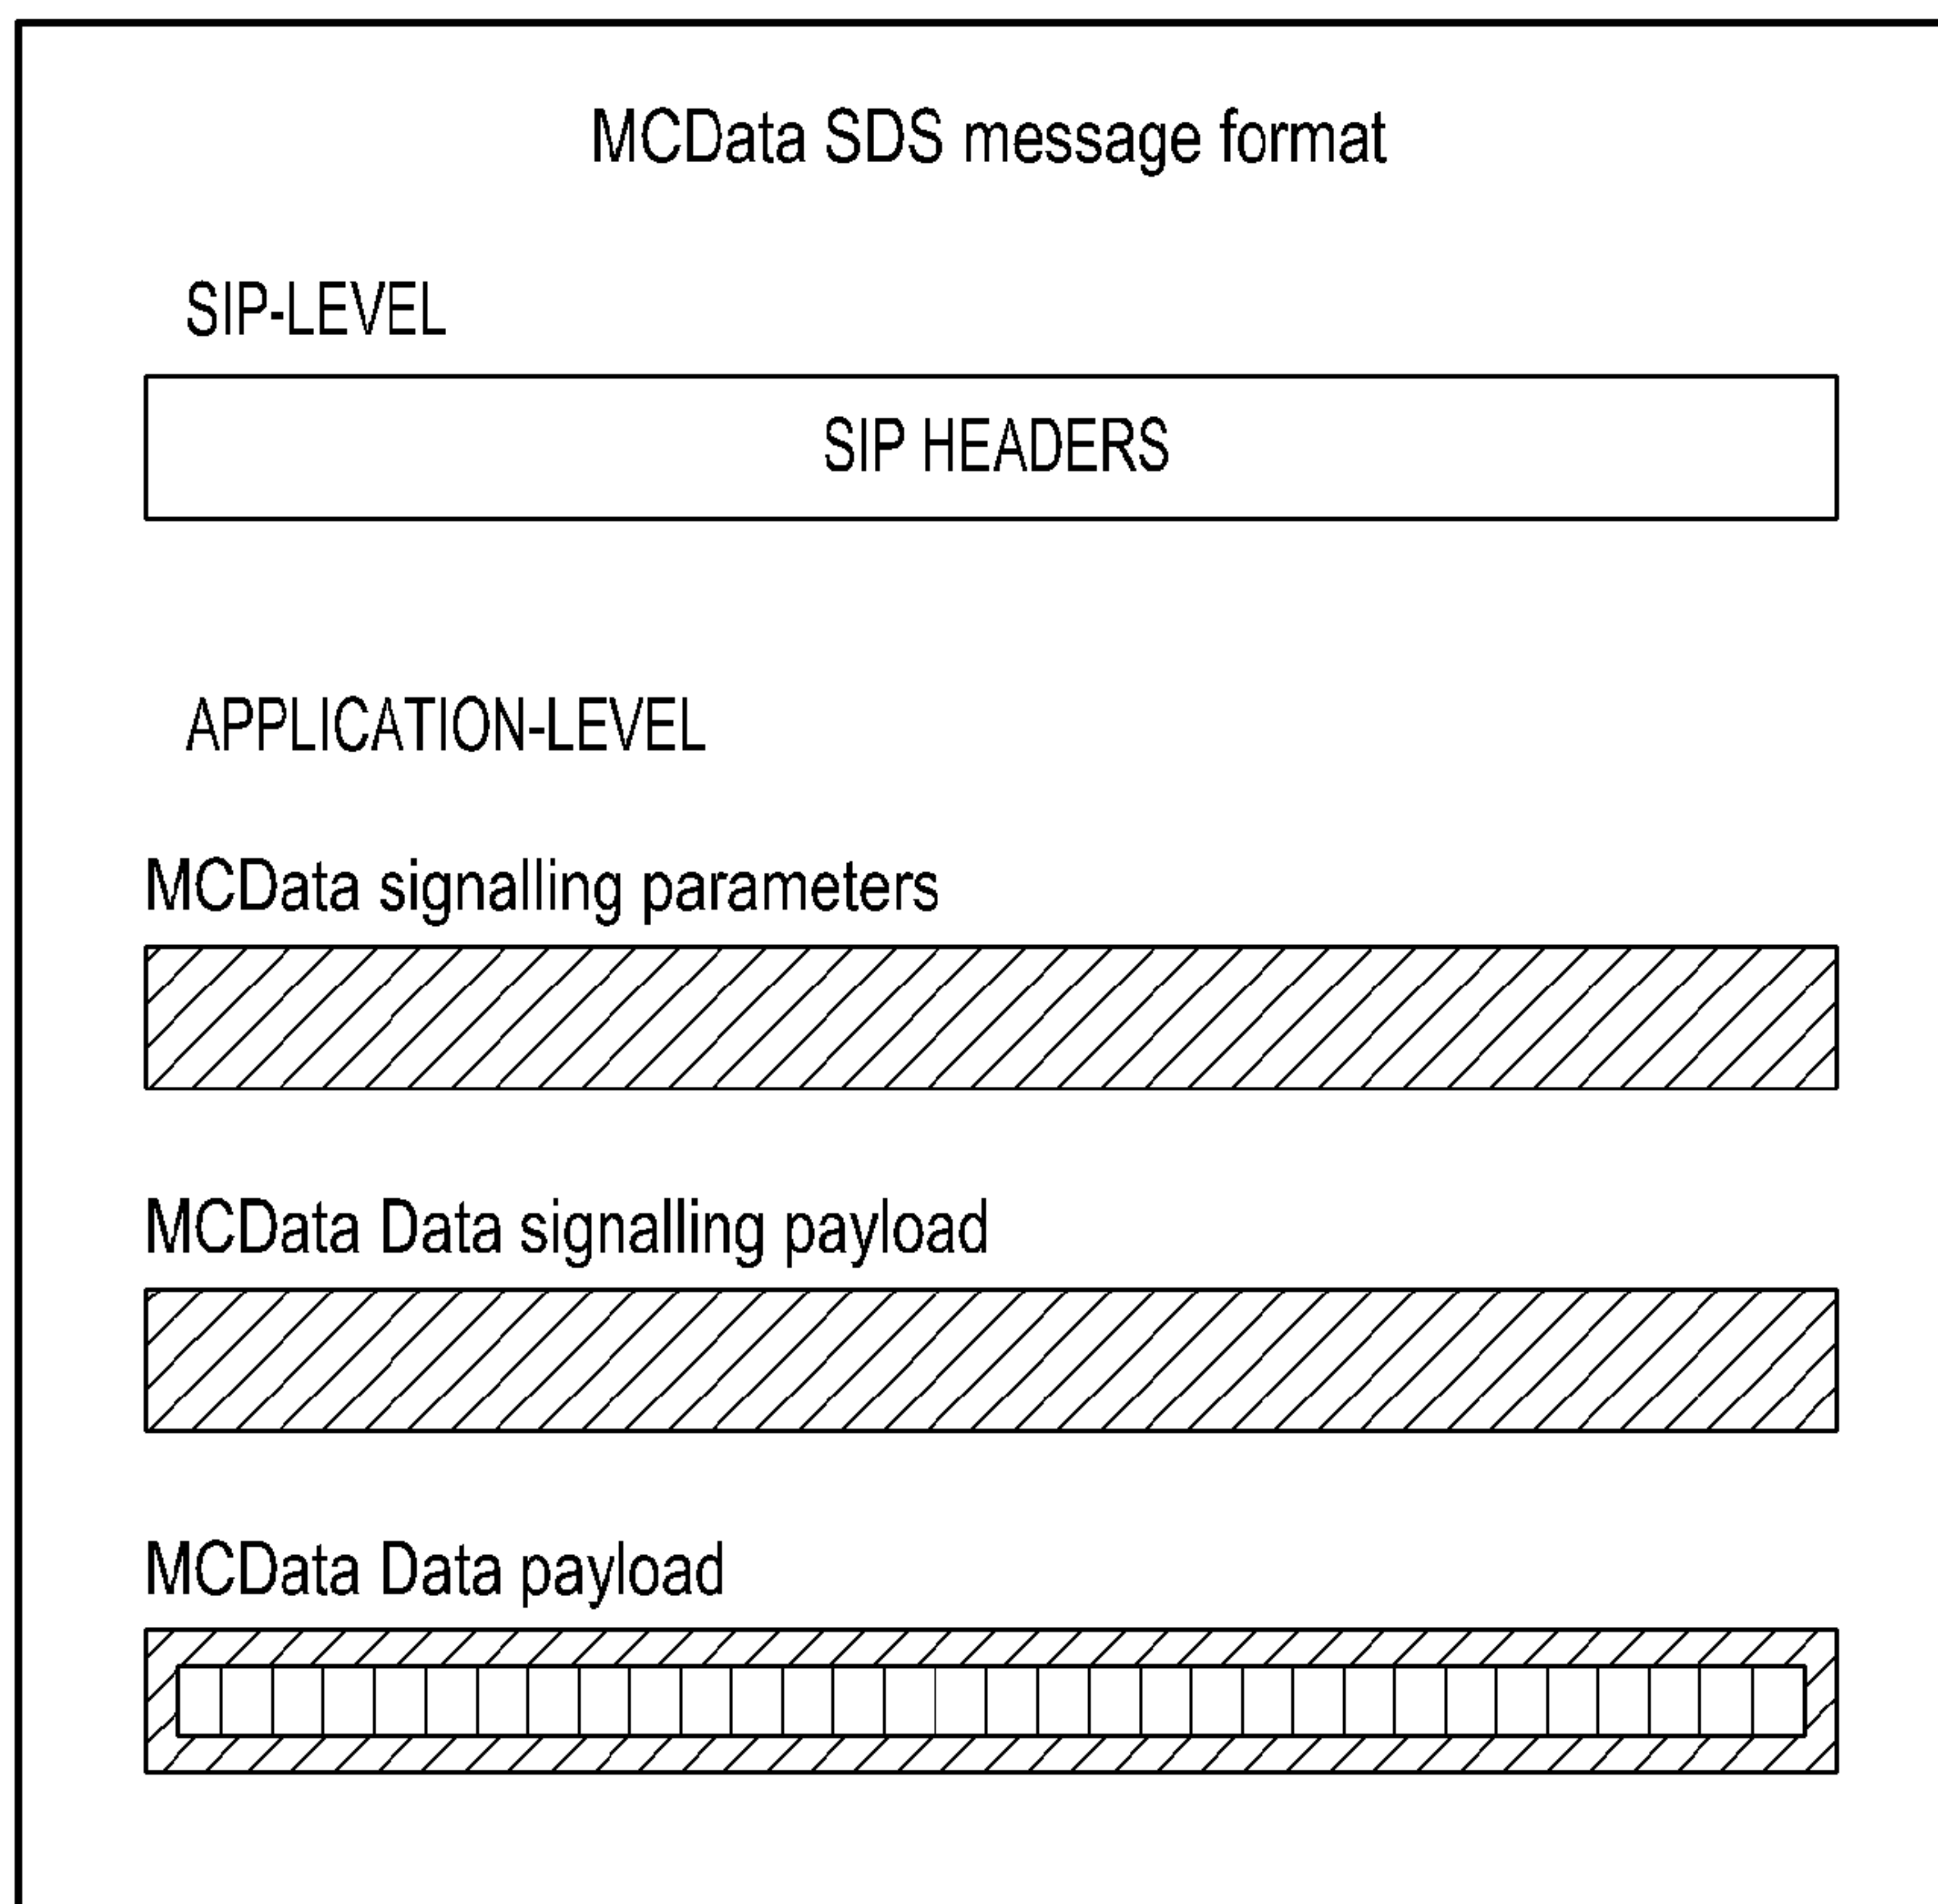 MCData SDS message format
SIP-LEVEL
SIP HEADERS
APPLICATION-LEVEL
MCData signalling parameters
MCData Data signalling payload
MCData Data payload